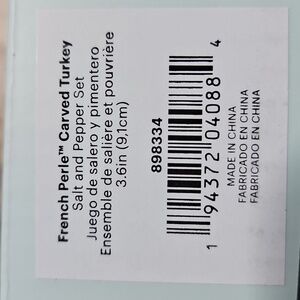 French Perle™ Carved Turkey
Salt and Pepper Set
Juego de salero y pimentero
Ensemble de salière et pouvrière
3.6in (9,1cm)
898334
1 94372 04088 4
MADE IN CHINA
FABRICADO EN CHINA
FABRICADO EN CHINA